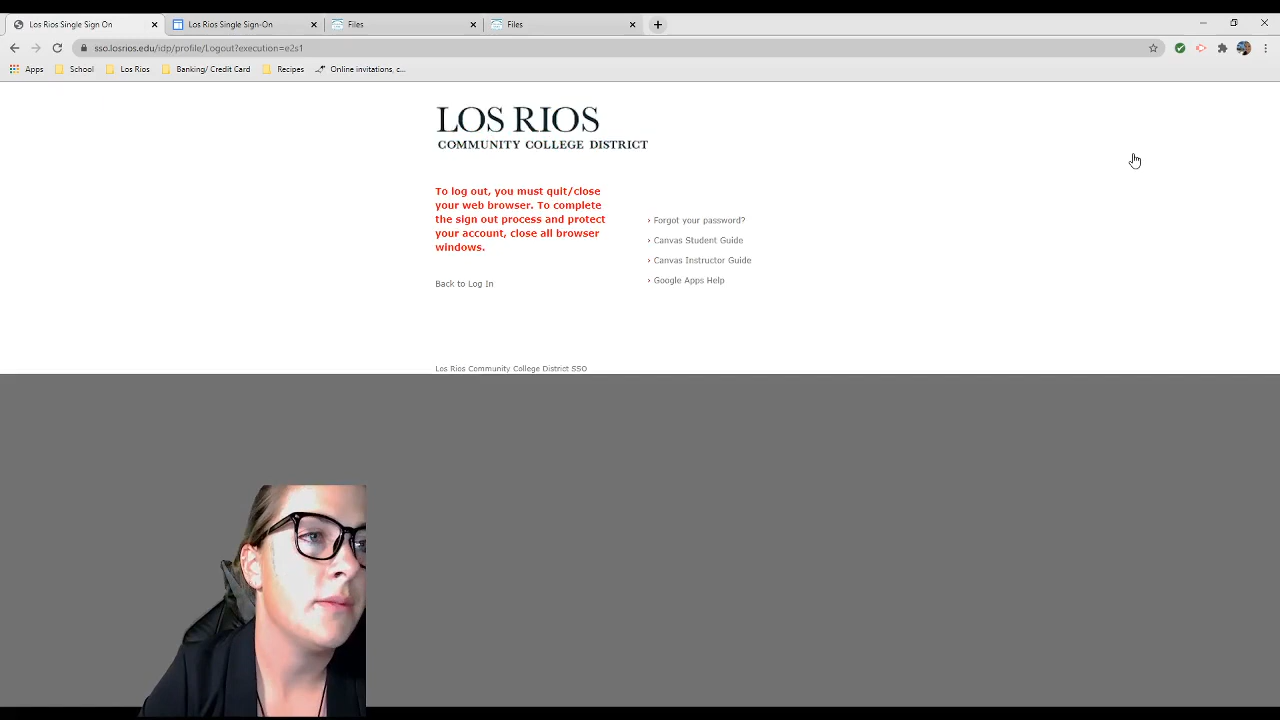 Los Rios Single Sign On
Los Rios Single Sign-On
Files
Files
sso.losrios.edu/idp/profile/Logout?execution=e2s1
Apps
School
Los Rios
Banking/ Credit Card
Recipes
Online invitations, c...
LOS RIOS
COMMUNITY COLLEGE DISTRICT
To log out, you must quit/close
your web browser. To complete
the sign out process and protect
your account, close all browser
windows.
Back to Log In
› Forgot your password?
› Canvas Student Guide
› Canvas Instructor Guide
› Google Apps Help
Los Rios Community College District SSO